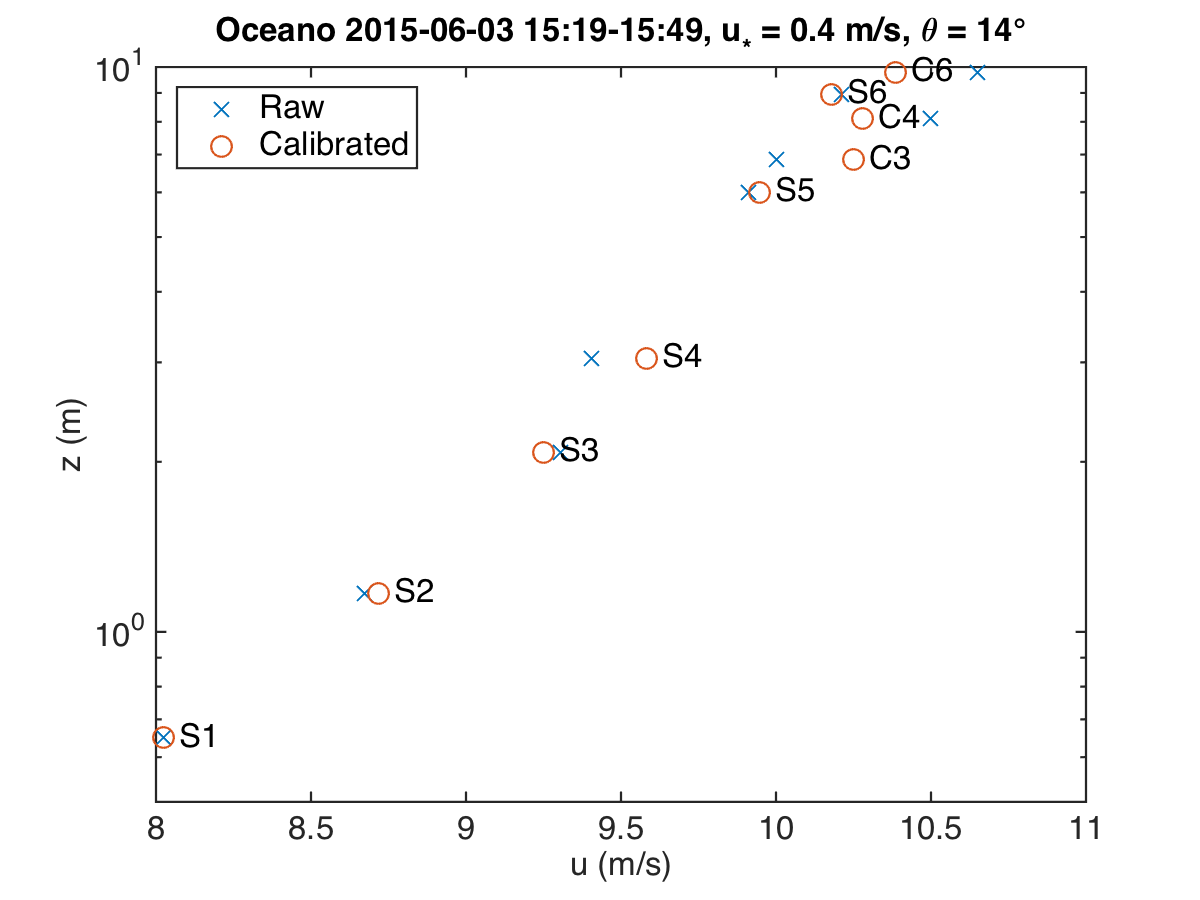 Oceano 2015-06-03 15:19-15:49, u* = 0.4 m/s, θ = 14°
10^1
Raw
Calibrated
C6
S6
C4
C3
S5
S4
S3
S2
10^0
S1
z (m)
8 8.5 9 9.5 10 10.5 11
u (m/s)